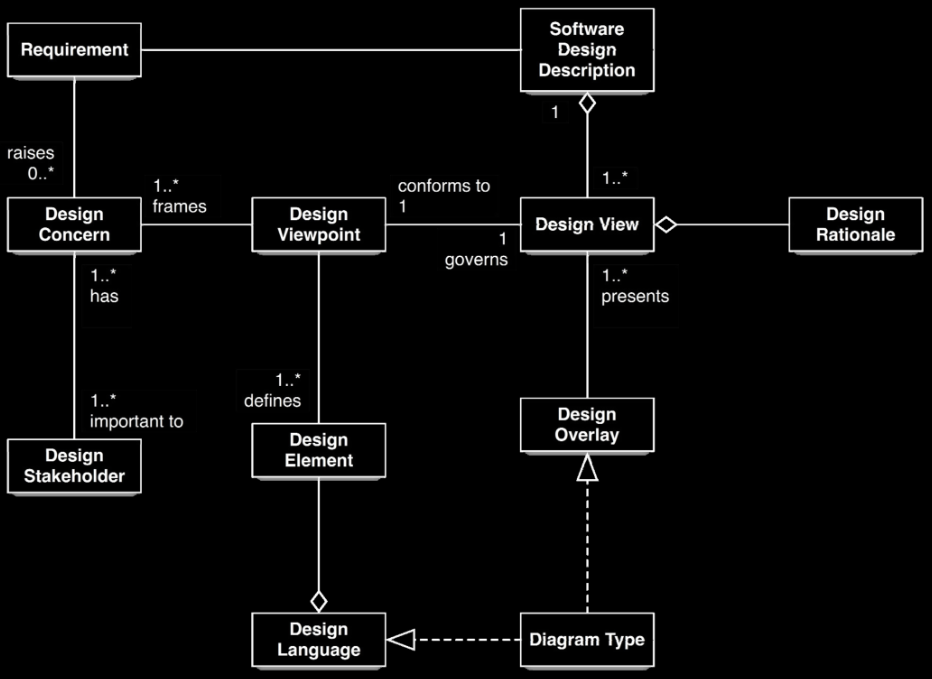 Requirement
Software
Design
Description
1
raises
0..*
1..*
frames
conforms to
1
1..*
Design
Concern
Design
Viewpoint
Design View
Design
Rationale
1
governs
1..*
has
1..*
presents
1..*
defines
1..*
important to
Design
Overlay
Design
Element
Design
Stakeholder
Design
Language
Diagram Type